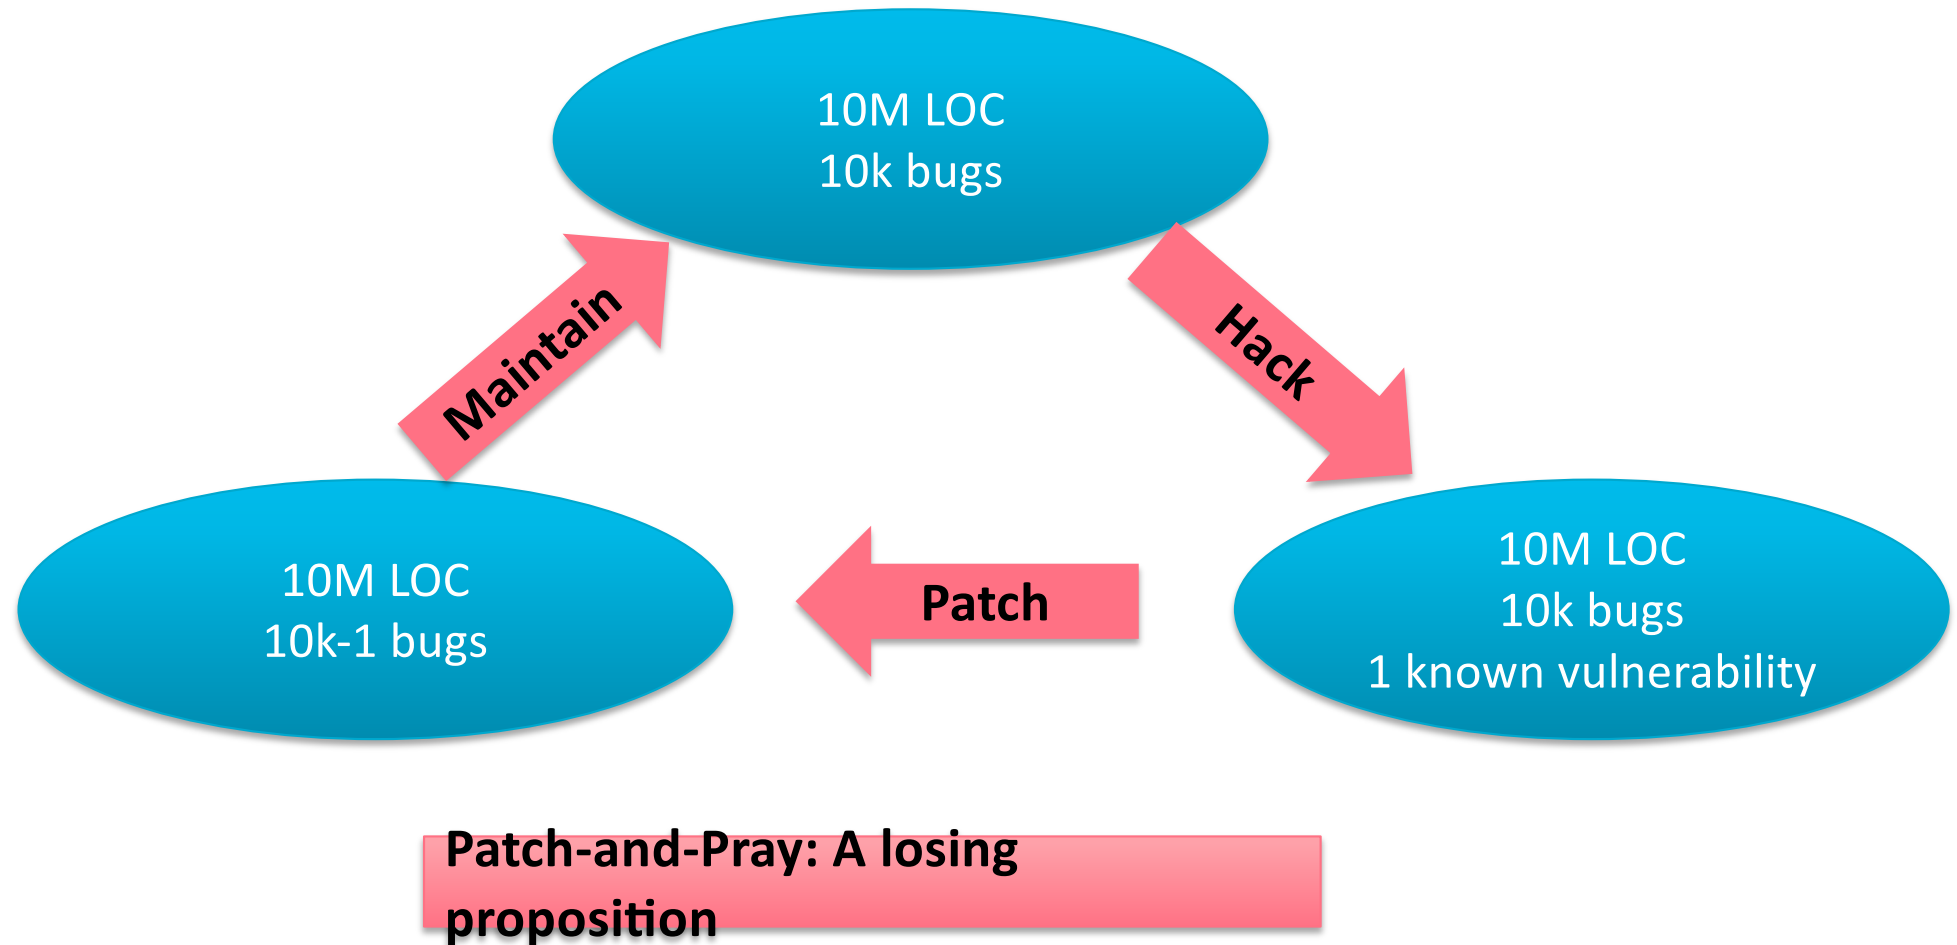 10M LOC
10k bugs
Maintain
Hack
10M LOC
10k-1 bugs
Patch
10M LOC
10k bugs
1 known vulnerability
Patch-and-Pray: A losing
proposition